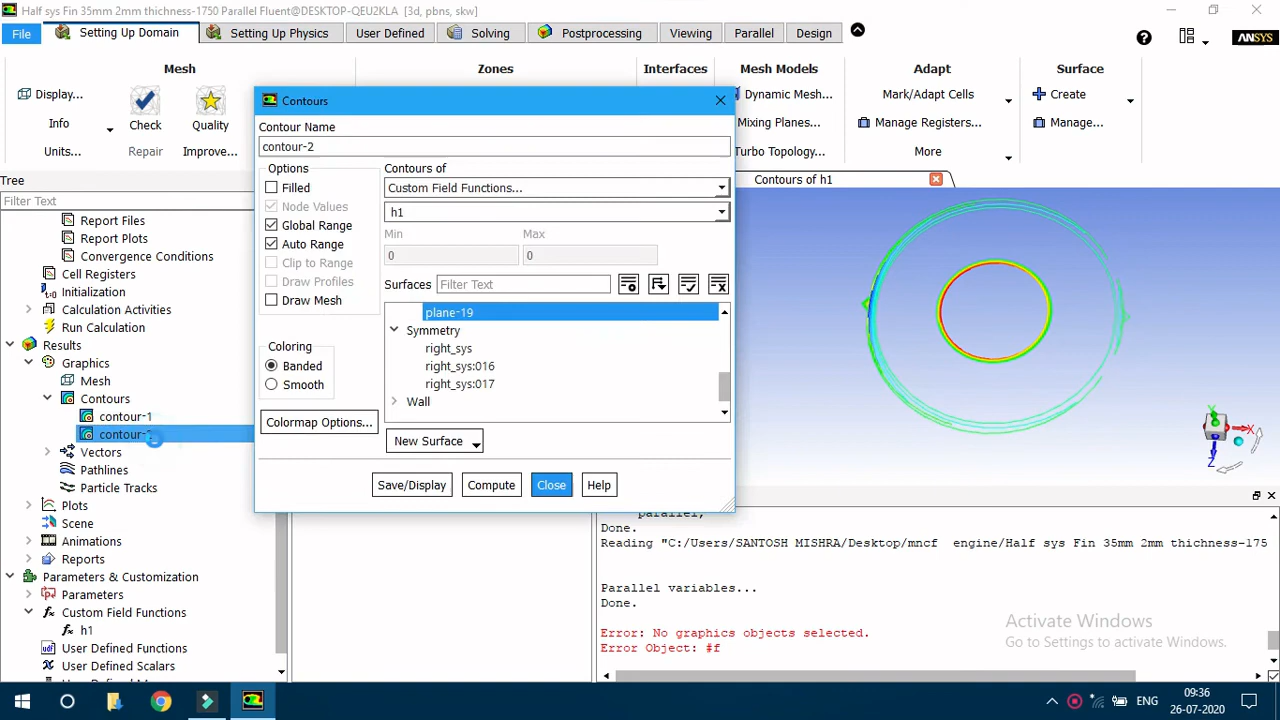 Half sys Fin 35mm 2mm thickness-1750 Parallel Fluent@DESKTOP-QEU2KLA [3d, pbns, skw]
File Setting Up Domain Setting Up Physics User Defined Solving Postprocessing Viewing Parallel Design
ANSYS
Mesh Zones Interfaces Mesh Models Adapt Surface
Display... Dynamic Mesh... Mark/Adapt Cells Create
Info Check Quality Mixing Planes... Manage Registers... Manage...
Units... Repair Improve... Turbo Topology... More
Tree
Filter Text
Report Files
Report Plots
Convergence Conditions
Cell Registers
Initialization
Calculation Activities
Run Calculation
Results
Graphics
Mesh
Contours
contour-1
contour-
Vectors
Pathlines
Particle Tracks
Plots
Scene
Animations
Reports
Parameters & Customization
Parameters
Custom Field Functions
h1
User Defined Functions
User Defined Scalars
Contours
Contour Name
contour-2
Options
Filled
Node Values
Global Range
Auto Range
Clip to Range
Draw Profiles
Draw Mesh
Coloring
Banded
Smooth
Colormap Options...
Contours of
Custom Field Functions...
h1
Min Max
0 0
Surfaces Filter Text
plane-19
Symmetry
right_sys
right_sys:016
right_sys:017
Wall
New Surface
Save/Display Compute Close Help
Contours of h1
X
Y
Z
parallel,
Done.
Reading "C:/Users/SANTOSH MISHRA/Desktop/mncf engine/Half sys Fin 35mm 2mm thickness-175
Parallel variables...
Done.
Error: No graphics objects selected.
Error Object: #f
Activate Windows
Go to Settings to activate Windows.
ENG
09:36
26-07-2020